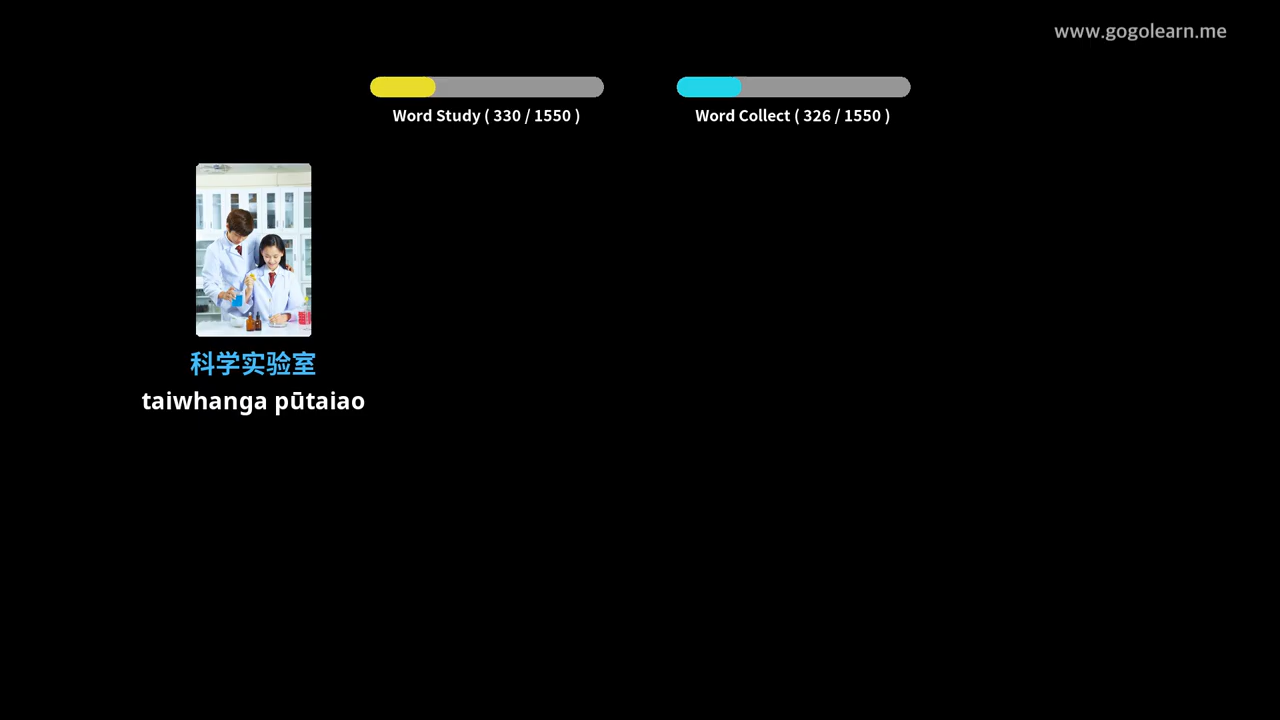 www.gogolearn.me
Word Study ( 330 / 1550 )
Word Collect ( 326 / 1550 )
科学实验室
taiwhanga pūtaiao